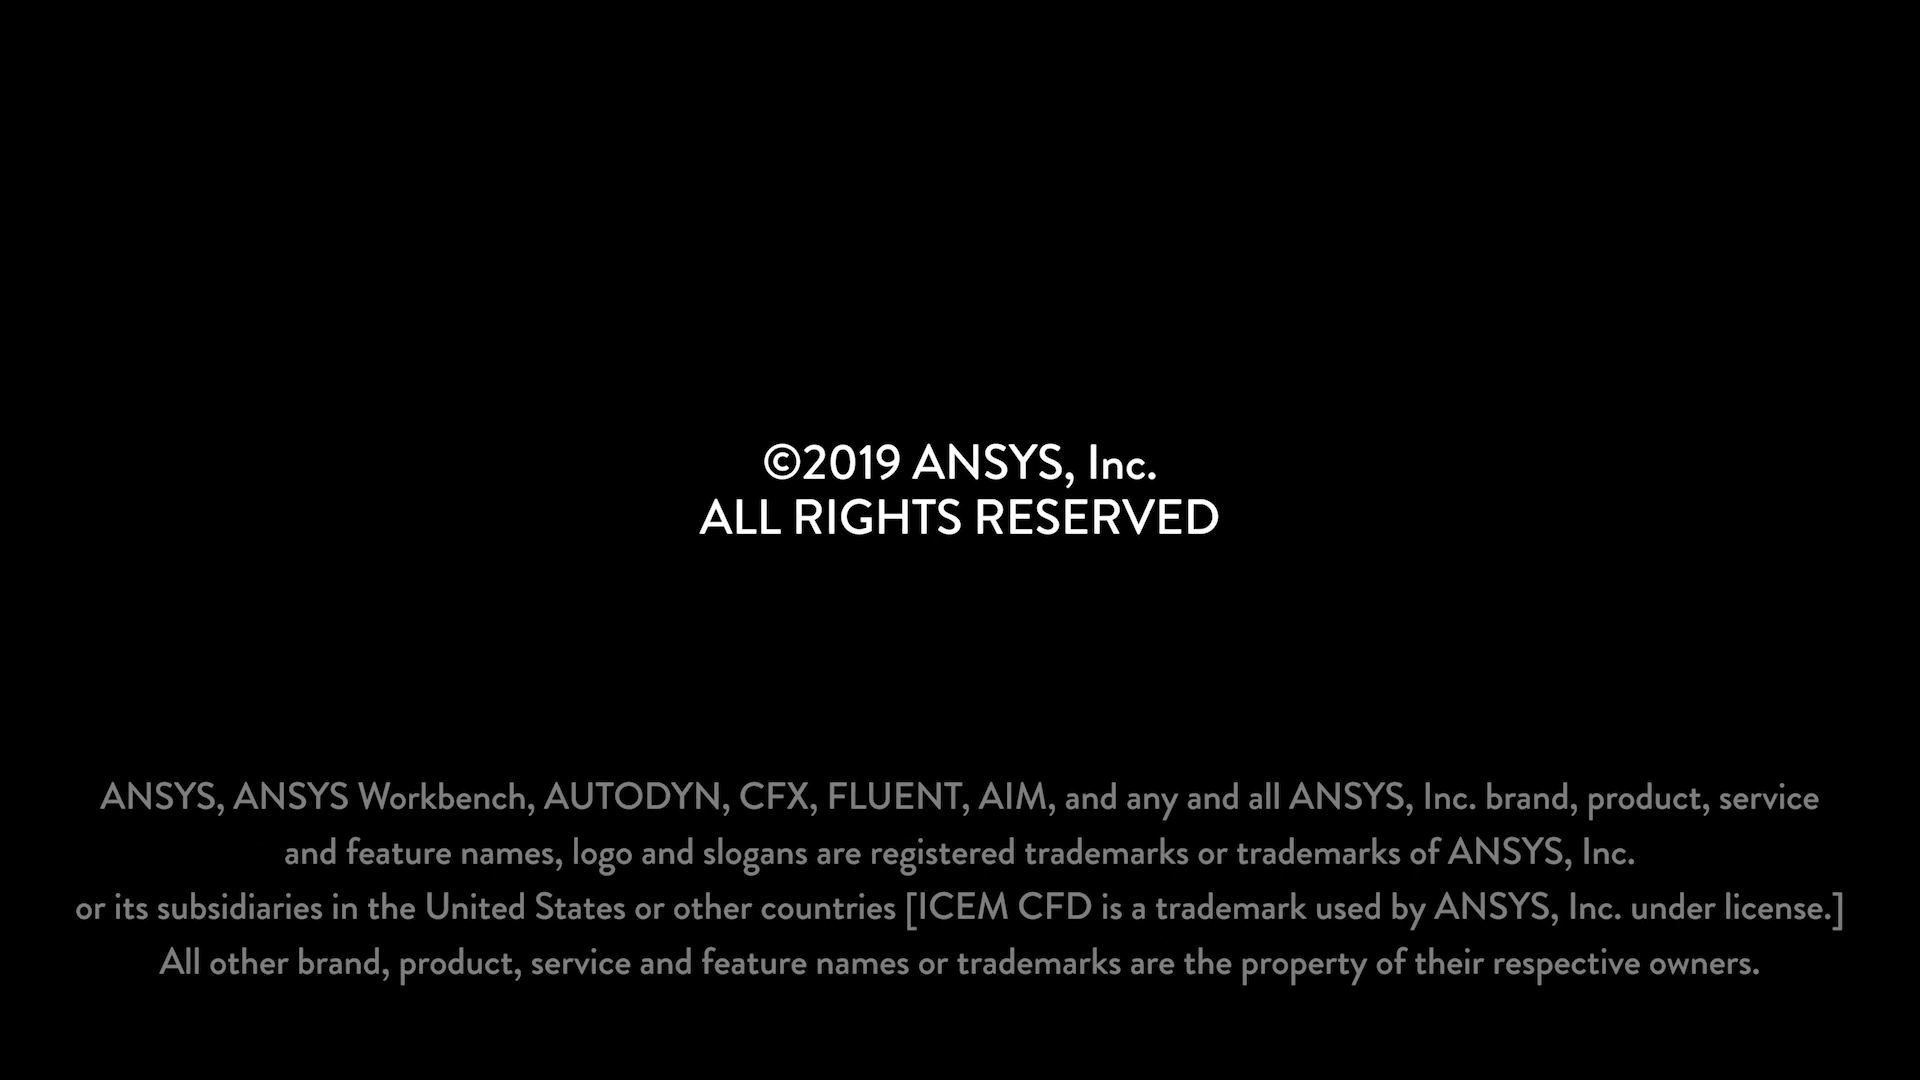 ©2019 ANSYS, Inc.
ALL RIGHTS RESERVED
ANSYS, ANSYS Workbench, AUTODYN, CFX, FLUENT, AIM, and any and all ANSYS, Inc. brand, product, service
and feature names, logo and slogans are registered trademarks or trademarks of ANSYS, Inc.
or its subsidiaries in the United States or other countries [ICEM CFD is a trademark used by ANSYS, Inc. under license.]
All other brand, product, service and feature names or trademarks are the property of their respective owners.